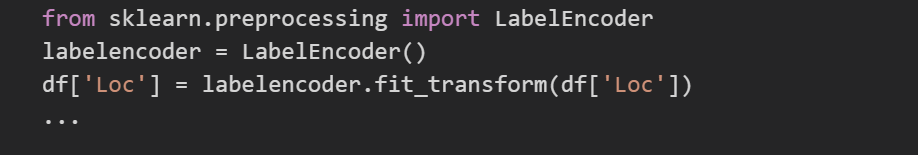 from sklearn.preprocessing import LabelEncoder
labelencoder = LabelEncoder()
df['Loc'] = labelencoder.fit_transform(df['Loc'])
...